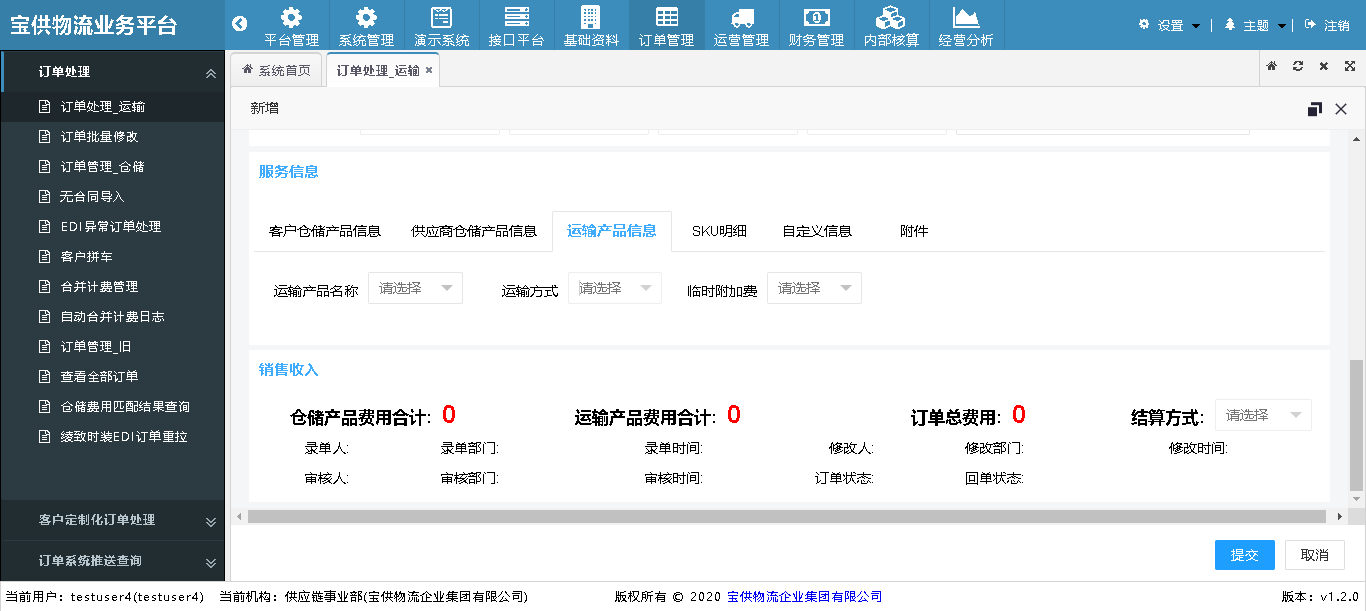 宝供物流业务平台
平台管理 系统管理 演示系统 接口平台 基础资料 订单管理 运营管理 财务管理 内部核算 经营分析
设置 | 主题 | 注销
订单处理
订单处理_运输
订单批量修改
订单管理_仓储
无合同导入
EDI异常订单处理
客户拼车
合并计费管理
自动合并计费日志
订单管理_旧
查看全部订单
仓储费用匹配结果查询
绫致时装EDI订单重拉
客户定制化订单处理
订单系统推送查询
系统首页 订单处理_运输
新增
服务信息
客户仓储产品信息 供应商仓储产品信息 运输产品信息 SKU明细 自定义信息 附件
运输产品名称 请选择 运输方式 请选择 临时附加费 请选择
销售收入
仓储产品费用合计: 0 运输产品费用合计: 0 订单总费用: 0 结算方式: 请选择
录单人: 录单部门: 录单时间: 修改人: 修改部门: 修改时间:
审核人: 审核部门: 审核时间: 订单状态: 回单状态:
提交 取消
当前用户: testuser4(testuser4) 当前机构: 供应链事业部(宝供物流企业集团有限公司) 版权所有 © 2020 宝供物流企业集团有限公司 版本: v1.2.0